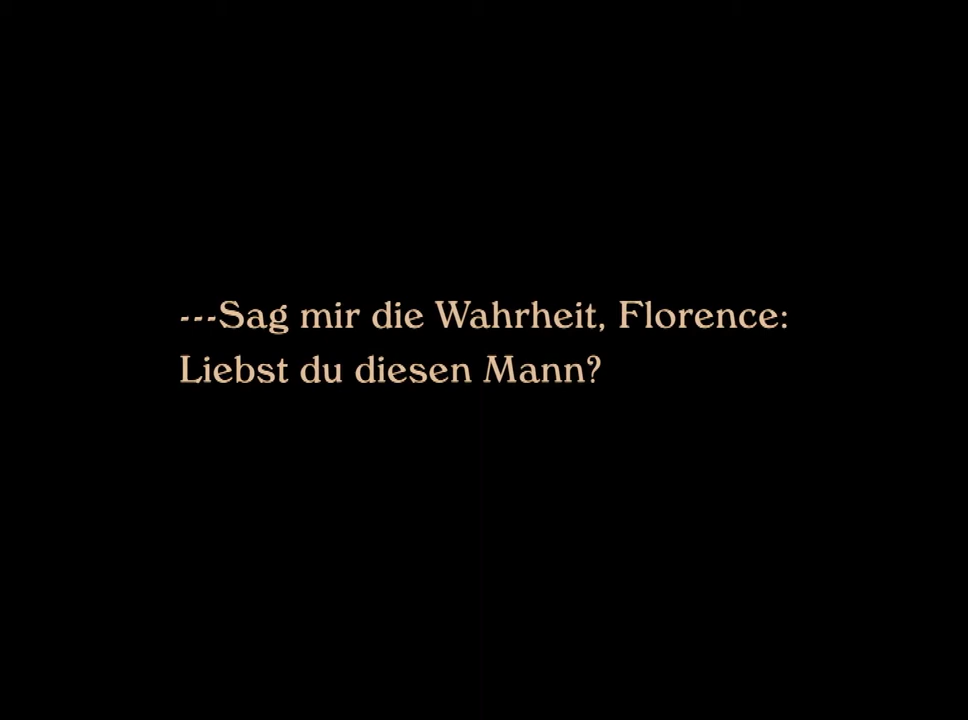 ---Sag mir die Wahrheit, Florence:
Liebst du diesen Mann?